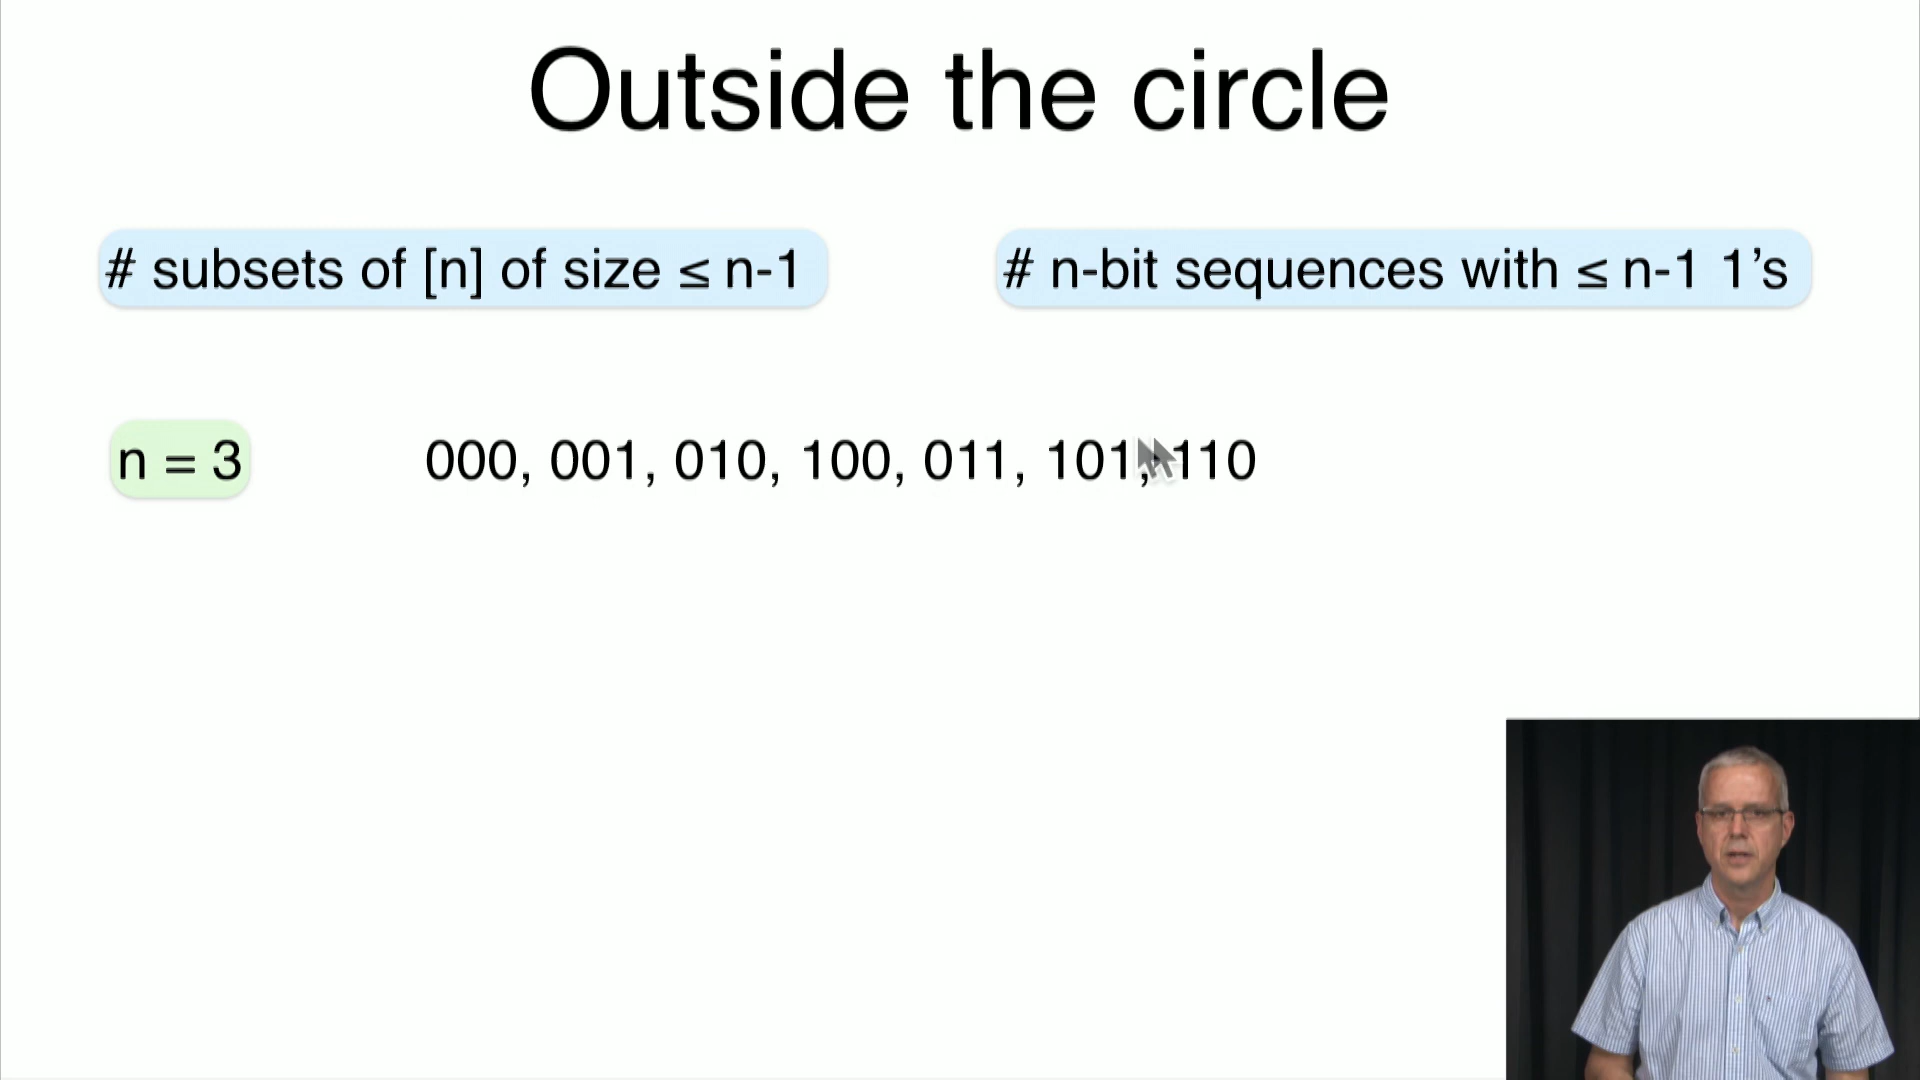 Outside the circle
# subsets of [n] of size ≤ n-1
# n-bit sequences with ≤ n-1 1’s
n = 3
000, 001, 010, 100, 011, 101, 110